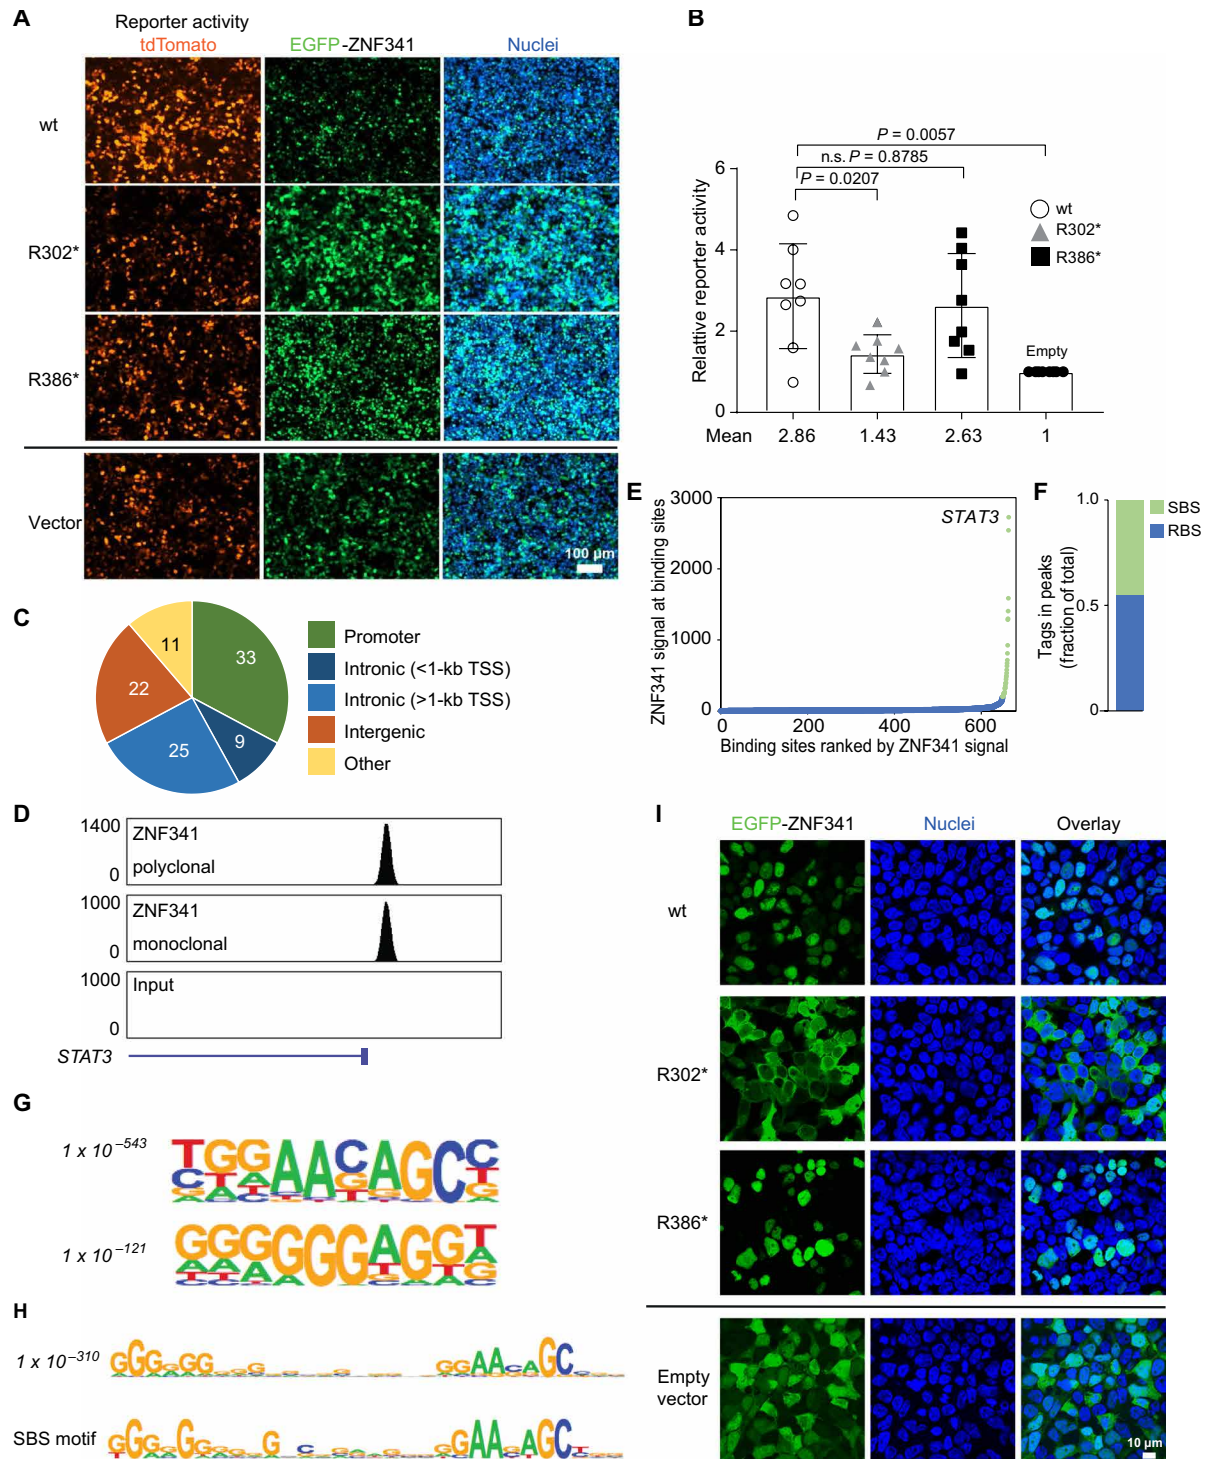 A
Reporter activity
tdTomato
EGFP-ZNF341
Nuclei
wt
R302*
R386*
Vector
100 µm
B
P = 0.0057
n.s. P = 0.8785
P = 0.0207
Relative reporter activity
6
4
2
0
wt
R302*
R386*
Empty
Mean 2.86 1.43 2.63 1
C
33
9
25
22
11
Promoter
Intronic (<1-kb TSS)
Intronic (>1-kb TSS)
Intergenic
Other
D
1400
0
ZNF341
polyclonal
1000
0
ZNF341
monoclonal
1000
0
Input
STAT3
E
ZNF341 signal at binding sites
3000
2000
1000
0
STAT3
0 200 400 600
Binding sites ranked by ZNF341 signal
F
Tags in peaks
(fraction of total)
1.0
0.5
0
SBS
RBS
G
1 x 10⁻⁵⁴³
TGGAACAGCC
1 x 10⁻¹²¹
GGGGGGAGGT
H
1 x 10⁻³¹⁰
SBS motif
I
EGFP-ZNF341
Nuclei
Overlay
wt
R302*
R386*
Empty
vector
10 µm